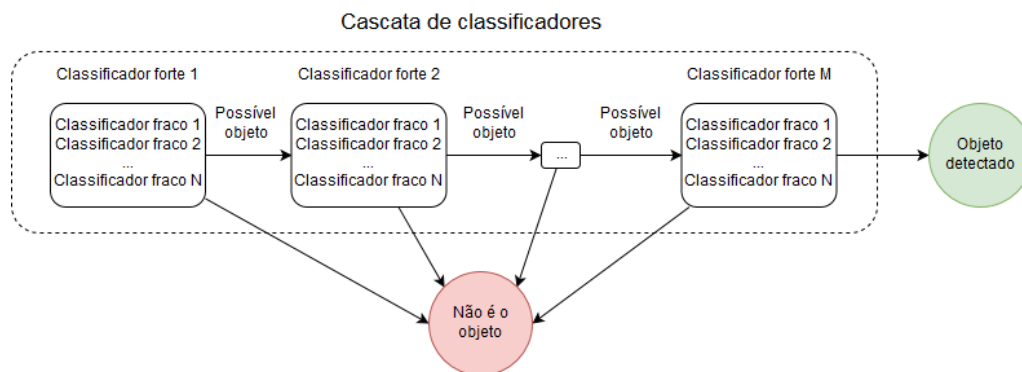 Cascata de classificadores
Classificador forte 1
Classificador forte 2
Classificador forte M
Classificador fraco 1
Classificador fraco 2
...
Classificador fraco N
Possível
objeto
Classificador fraco 1
Classificador fraco 2
...
Classificador fraco N
Possível
objeto
...
Possível
objeto
Classificador fraco 1
Classificador fraco 2
...
Classificador fraco N
Objeto
detectado
Não é o
objeto